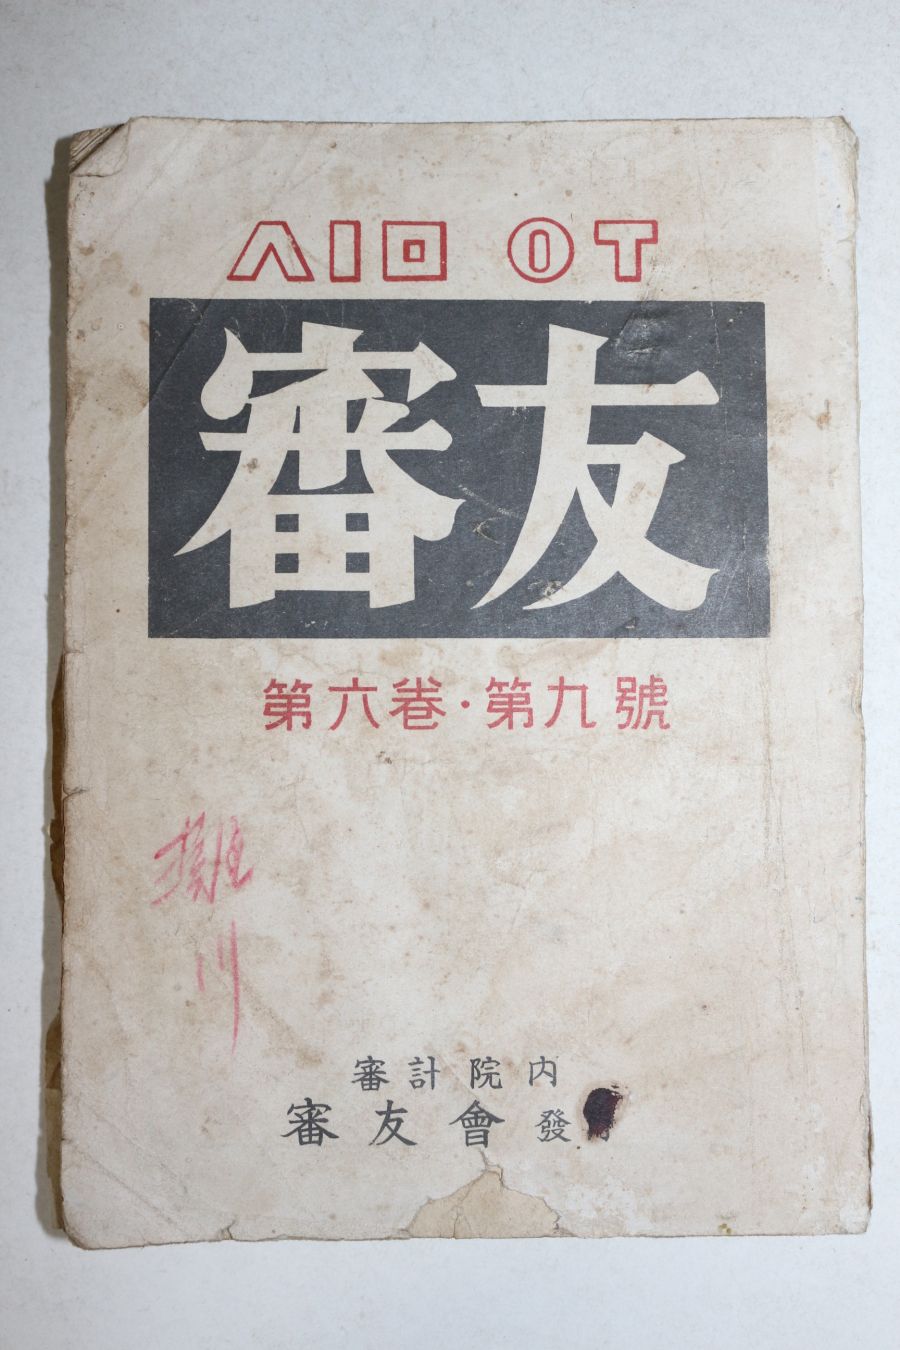 ㅅㅣㅁ ㅇㅜ
審友
第六卷・第九號
審計院內
審友會 發